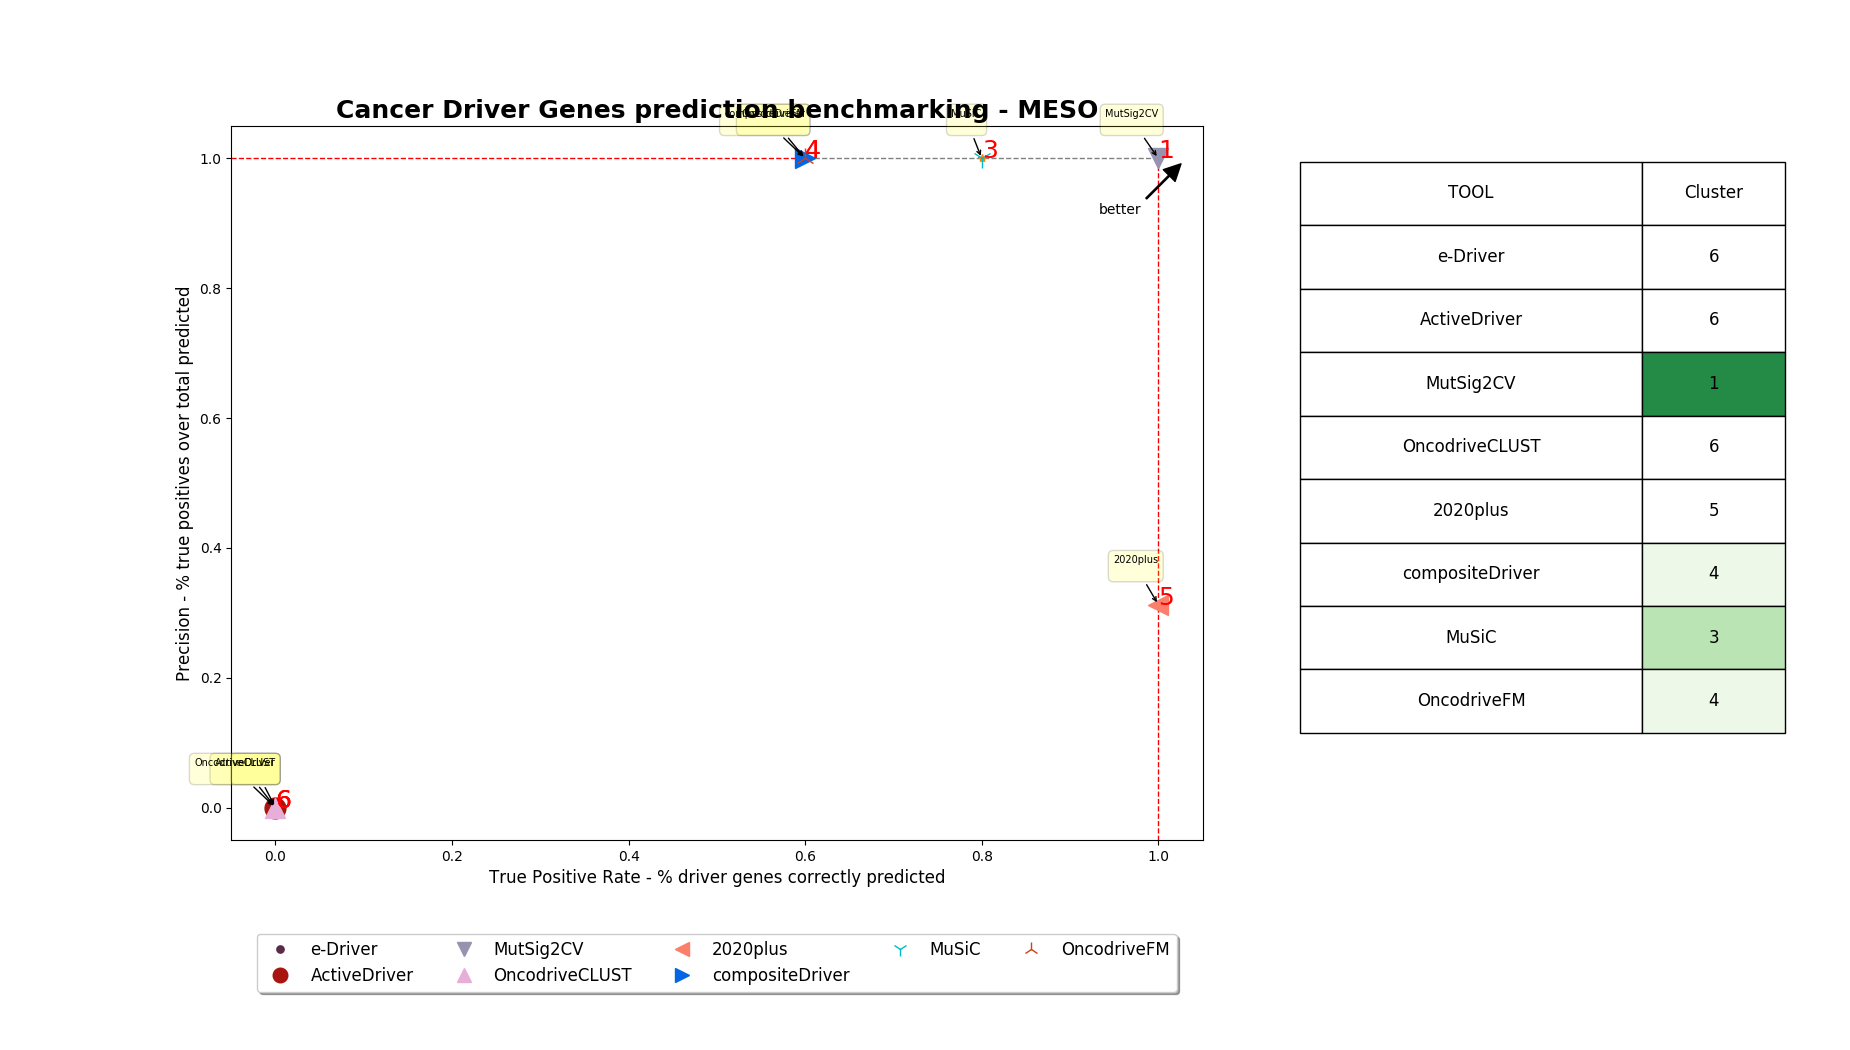 Cancer Driver Genes prediction benchmarking - MESO
MuSiC
MutSig2CV
1.0
4
3
1
better
0.8
0.6
0.4
0.2
0.0
Precision - % true positives over total predicted
2020plus
5
ActiveDriver
6
0.0
0.2
0.4
0.6
0.8
1.0
True Positive Rate - % driver genes correctly predicted
e-Driver
MutSig2CV
2020plus
MuSiC
OncodriveFM
ActiveDriver
OncodriveCLUST
compositeDriver
TOOL Cluster
e-Driver 6
ActiveDriver 6
MutSig2CV 1
OncodriveCLUST 6
2020plus 5
compositeDriver 4
MuSiC 3
OncodriveFM 4